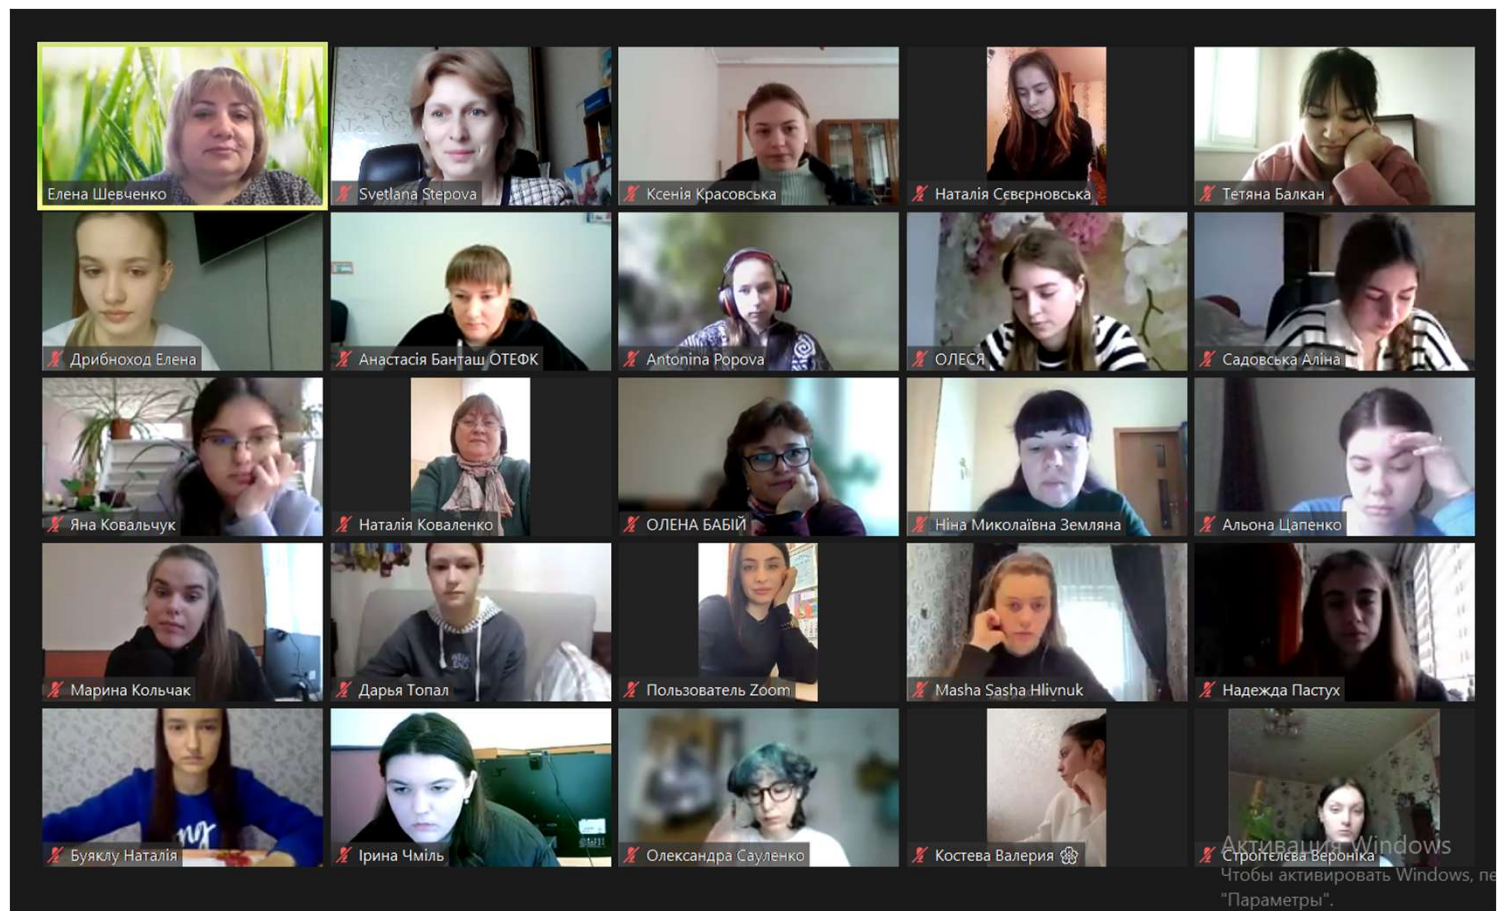 Елена Шевченко
Svetlana Stepova
Ксенія Красовська
Наталія Сєвєрновська
Тетяна Балкан
Дрибноход Елена
Анастасія Банташ ОТЕФК
Antonina Popova
ОЛЕСЯ
Садовська Аліна
Яна Ковальчук
Наталія Коваленко
ОЛЕНА БАБІЙ
Ніна Миколаївна Земляна
Альона Цапенко
Марина Кольчак
Дарья Топал
Пользователь Zoom
Masha Sasha Hlivnuk
Надежда Пастух
Буяклу Наталія
Ірина Чміль
Олександра Сауленко
Костева Валерия
Строітєлєва Вероніка
Активация Windows
Чтобы активировать Windows, пе
"Параметры".